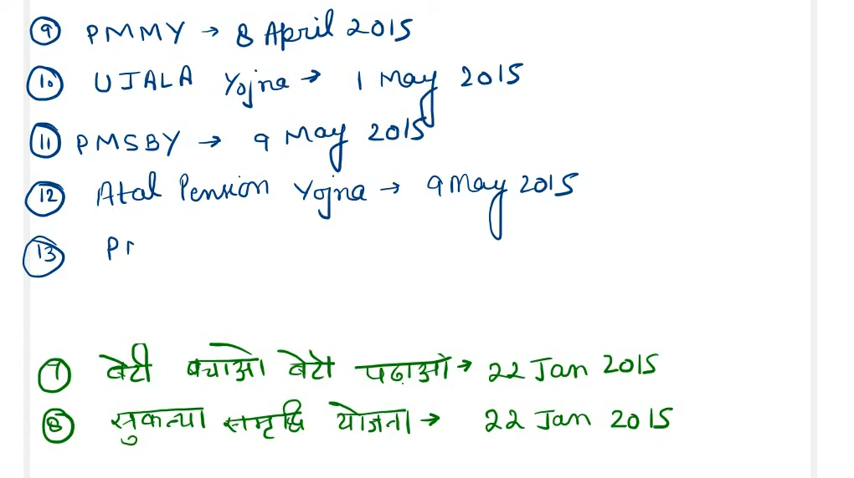 9 PMMY → 8 April 2015
10 UJALA Yojna → 1 May 2015
11 PMSBY → 9 May 2015
12 Atal Pension Yojna → 9 May 2015
13 PM
7 बेटी बचाओ बेटी पढ़ाओ → 22 Jan 2015
8 सुकन्या समृद्धि योजना → 22 Jan 2015